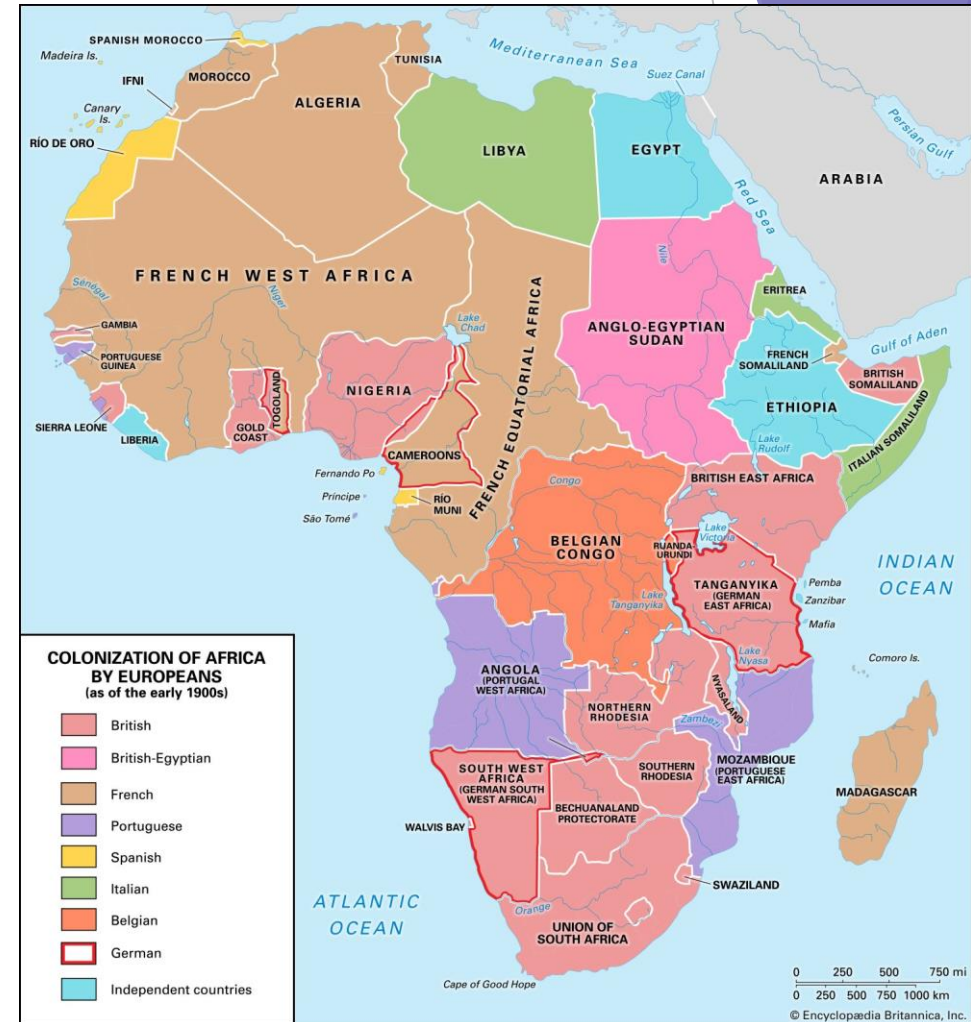 SPANISH MOROCCO
Madeira Is.
MOROCCO
TUNISIA
Mediterranean Sea
Suez Canal
IFNI
Canary
Is.
ALGERIA
RÍO DE ORO
LIBYA
EGYPT
Persian Gulf
ARABIA
Red Sea
Nile
FRENCH WEST AFRICA
Sénégal
Niger
GAMBIA
PORTUGUESE
GUINEA
SIERRA LEONE
LIBERIA
GOLD
COAST
TOGOLAND
NIGERIA
Lake
Chad
CAMEROONS
FRENCH EQUATORIAL AFRICA
ANGLO-EGYPTIAN
SUDAN
ERITREA
FRENCH
SOMALILAND
Gulf of Aden
BRITISH
SOMALILAND
ETHIOPIA
ITALIAN SOMALILAND
Lake
Rudolf
Fernando Po
Príncipe
São Tomé
RÍO
MUNI
Congo
BELGIAN
CONGO
BRITISH EAST AFRICA
Lake
Victoria
RUANDA-
URUNDI
TANGANYIKA
(GERMAN
EAST AFRICA)
Lake
Tanganyika
Pemba
Zanzibar
Mafia
INDIAN
OCEAN
Lake
Nyasa
Comoro Is.
ANGOLA
(PORTUGAL
WEST AFRICA)
NORTHERN
RHODESIA
NYASALAND
Zambezi
MOZAMBIQUE
(PORTUGUESE
EAST AFRICA)
SOUTH WEST
AFRICA
(GERMAN SOUTH
WEST AFRICA)
SOUTHERN
RHODESIA
BECHUANALAND
PROTECTORATE
WALVIS BAY
MADAGASCAR
SWAZILAND
Orange
UNION OF
SOUTH AFRICA
ATLANTIC
OCEAN
Cape of Good Hope
COLONIZATION OF AFRICA
BY EUROPEANS
(as of the early 1900s)
British
British-Egyptian
French
Portuguese
Spanish
Italian
Belgian
German
Independent countries
0 250 500 750 mi
0 250 500 750 1000 km
© Encyclopædia Britannica, Inc.